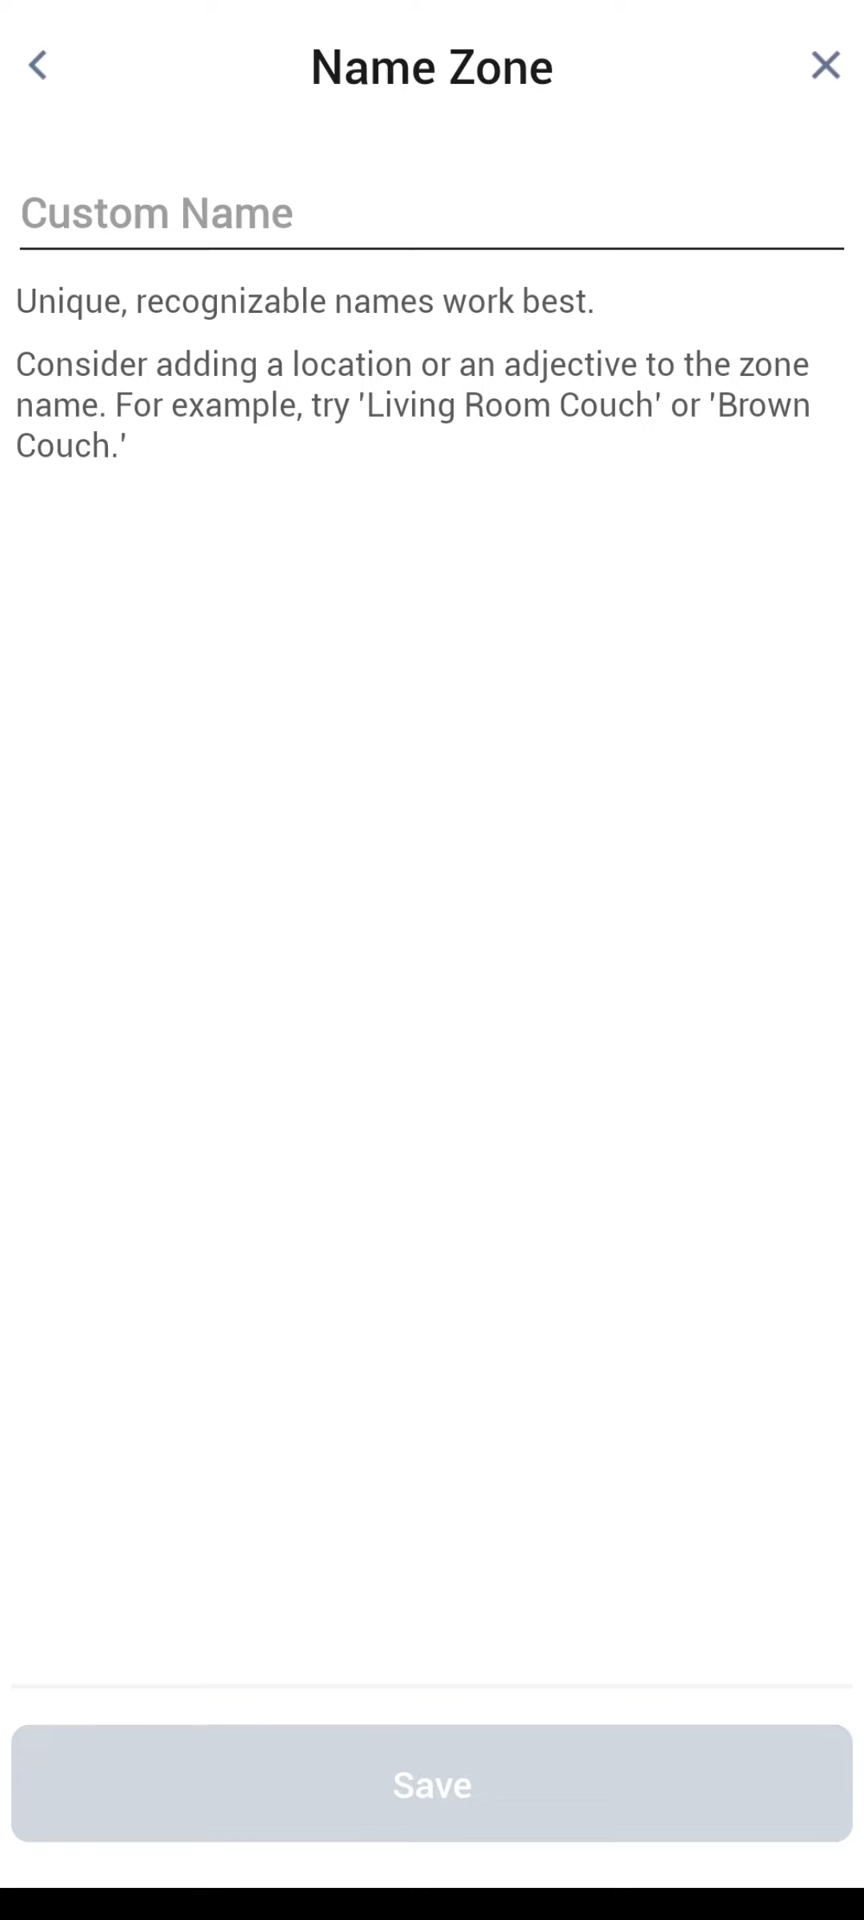 Name Zone
Custom Name
Unique, recognizable names work best.
Consider adding a location or an adjective to the zone
name. For example, try 'Living Room Couch' or 'Brown
Couch.'
Save